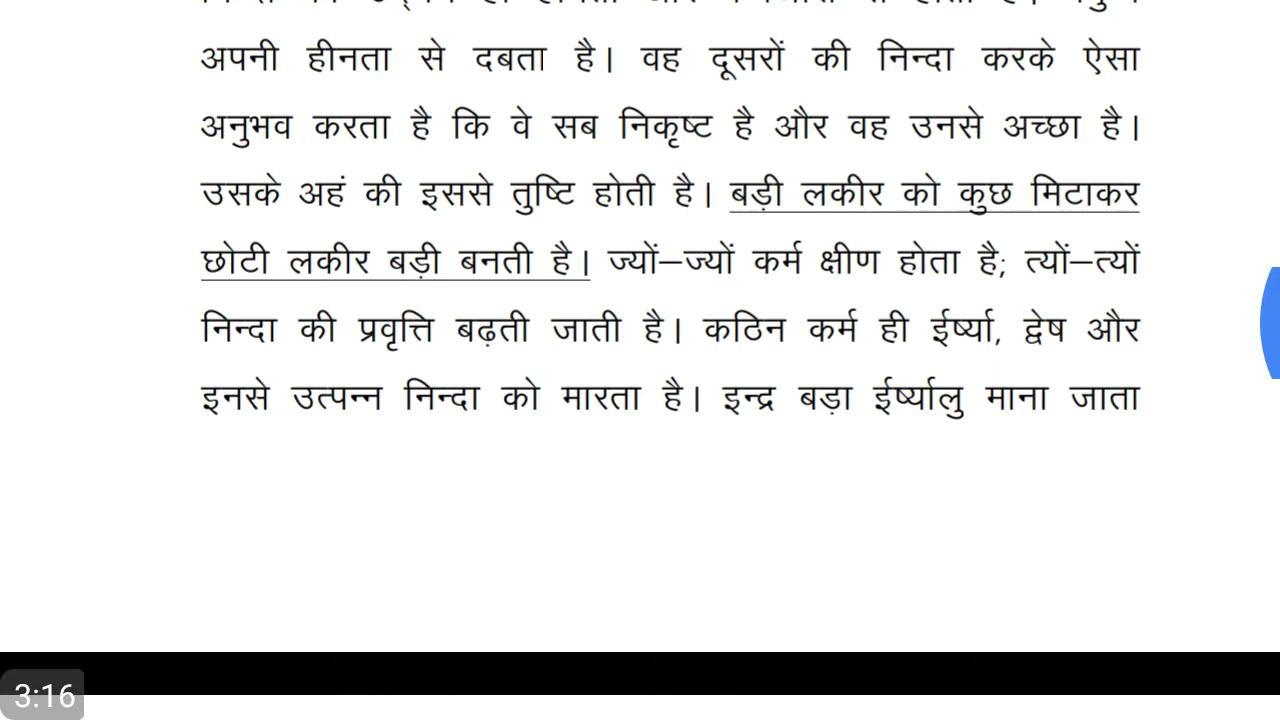 अपनी हीनता से दबता है। वह दूसरों की निन्दा करके ऐसा
अनुभव करता है कि वे सब निकृष्ट है और वह उनसे अच्छा है।
उसके अहं की इससे तुष्टि होती है। बड़ी लकीर को कुछ मिटाकर
छोटी लकीर बड़ी बनती है। ज्यों–ज्यों कर्म क्षीण होता है; त्यों–त्यों
निन्दा की प्रवृत्ति बढ़ती जाती है। कठिन कर्म ही ईर्ष्या, द्वेष और
इनसे उत्पन्न निन्दा को मारता है। इन्द्र बड़ा ईर्ष्यालु माना जाता
3:16